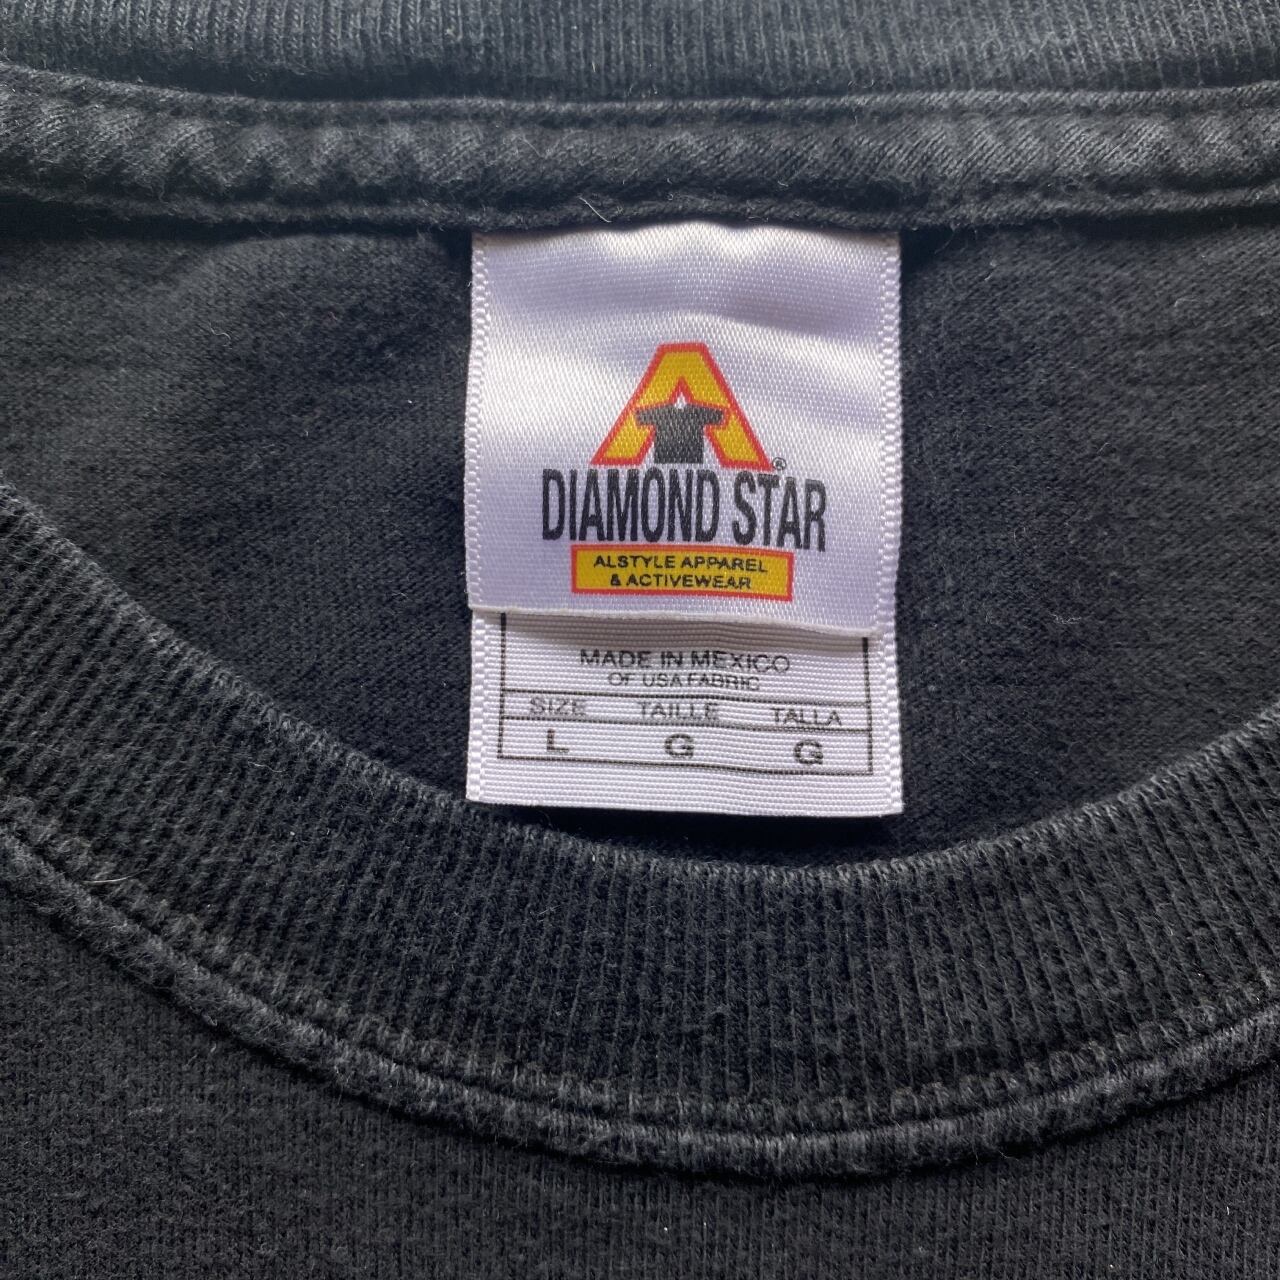 A®
DIAMOND STAR
ALSTYLE APPAREL
& ACTIVEWEAR
MADE IN MEXICO
OF USA FABRIC
SIZE TAILLE TALLA
L G G